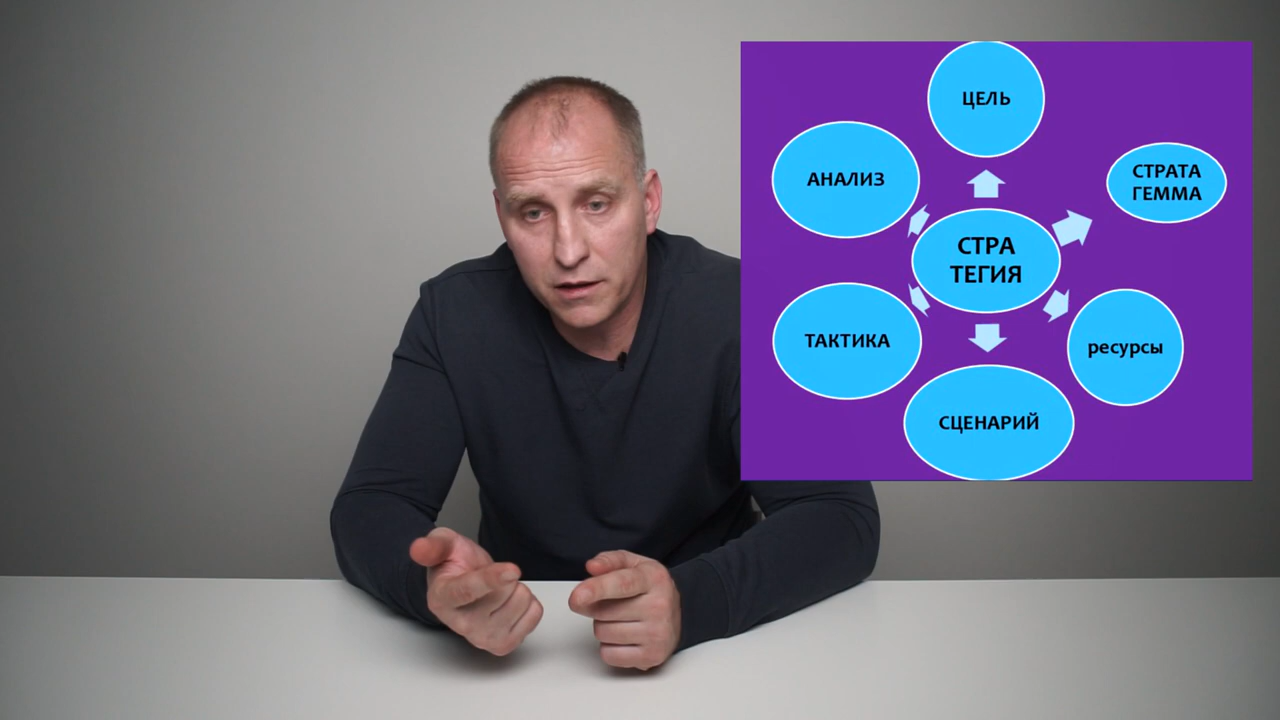 ЦЕЛЬ
АНАЛИЗ
СТРАТА
ГЕММА
СТРА
ТЕГИЯ
ТАКТИКА
ресурсы
СЦЕНАРИЙ